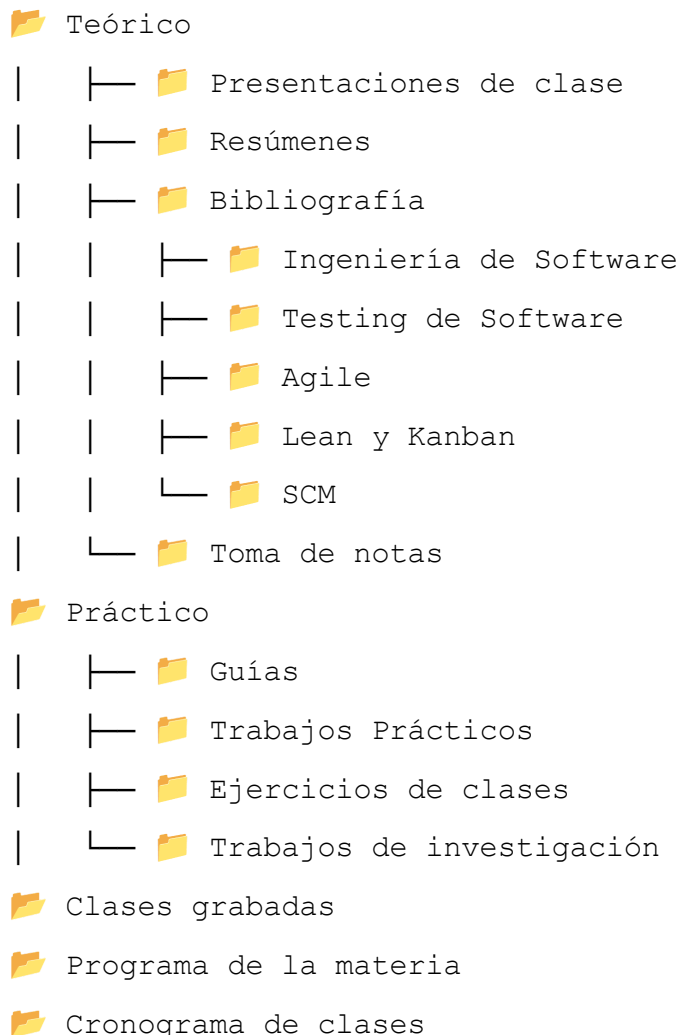 Teórico
Presentaciones de clase
Resúmenes
Bibliografía
Ingeniería de Software
Testing de Software
Agile
Lean y Kanban
SCM
Toma de notas
Práctico
Guías
Trabajos Prácticos
Ejercicios de clases
Trabajos de investigación
Clases grabadas
Programa de la materia
Cronograma de clases